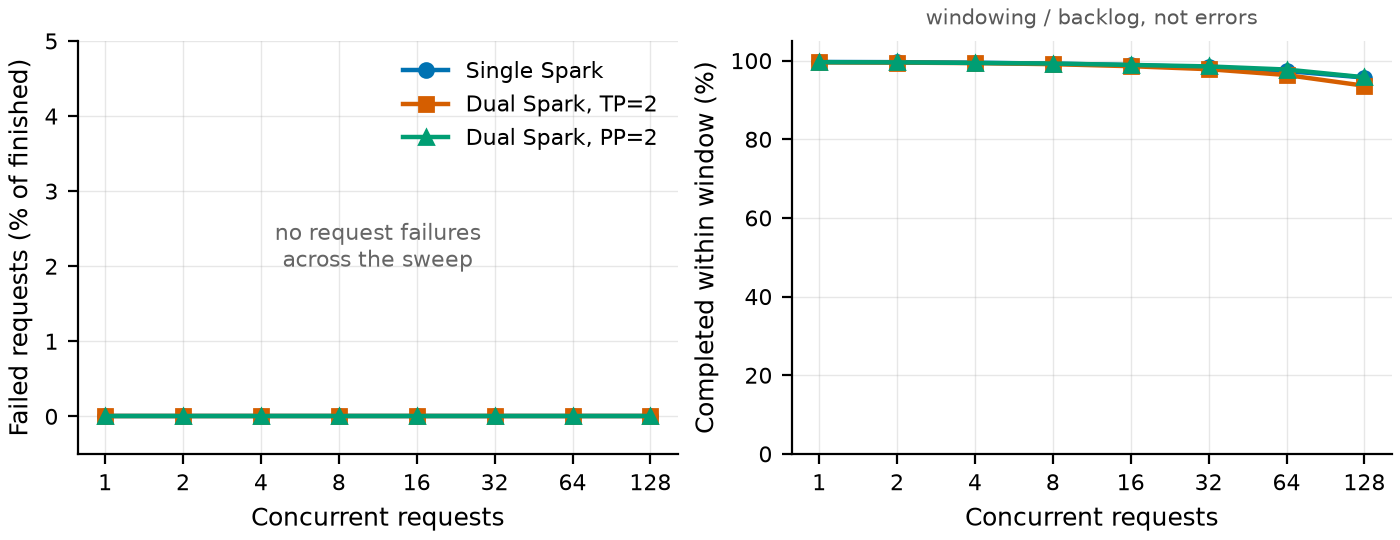 windowing / backlog, not errors
Failed requests (% of finished)
5
4
3
2
1
0
Single Spark
Dual Spark, TP=2
Dual Spark, PP=2
no request failures
across the sweep
1 2 4 8 16 32 64 128
Concurrent requests
Completed within window (%)
100
80
60
40
20
0
1 2 4 8 16 32 64 128
Concurrent requests